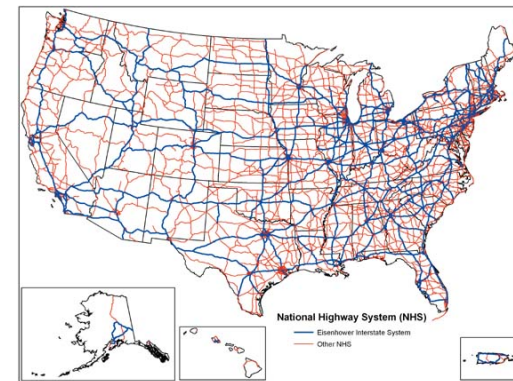 National Highway System (NHS)
Eisenhower Interstate System
Other NHS